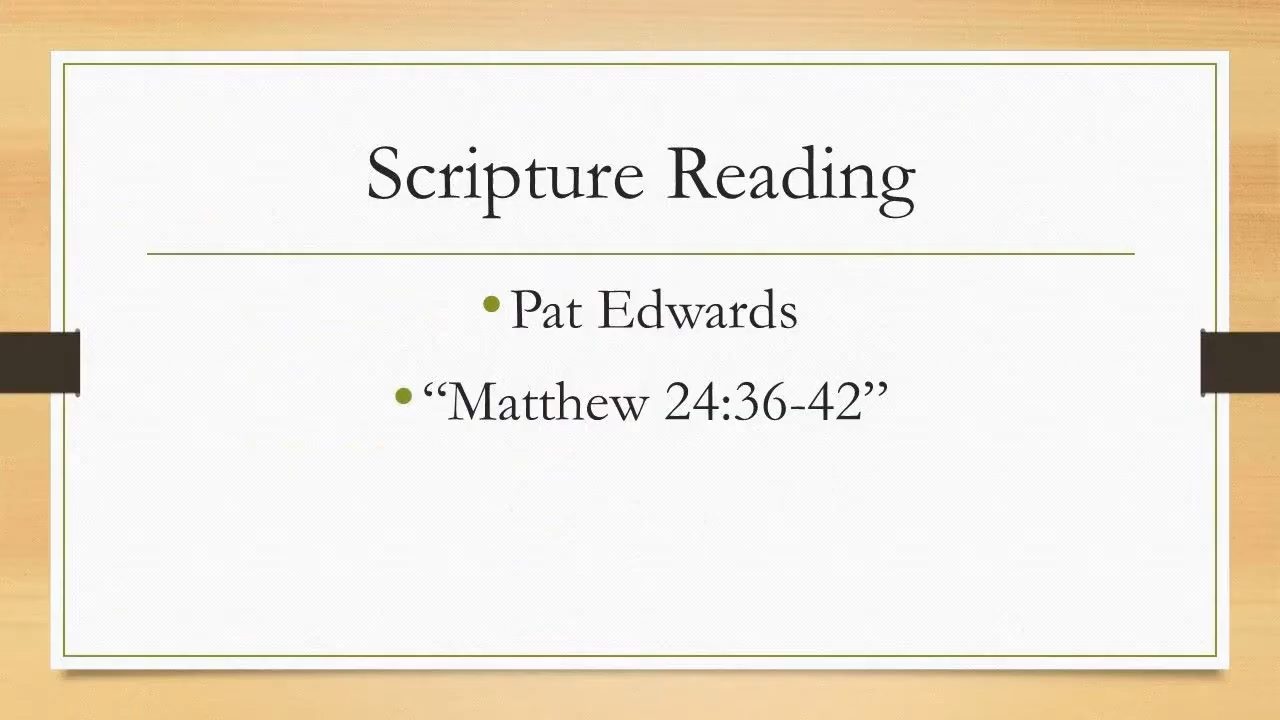 Scripture Reading
• Pat Edwards
• “Matthew 24:36-42”